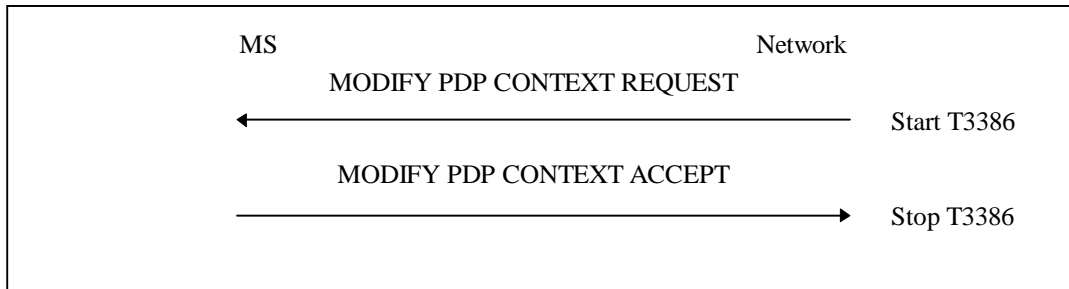 MS
Network
MODIFY PDP CONTEXT REQUEST
Start T3386
MODIFY PDP CONTEXT ACCEPT
Stop T3386